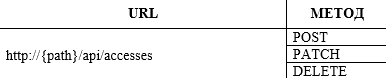 URL МЕТОД
POST
http://{path}/api/accesses PATCH
DELETE